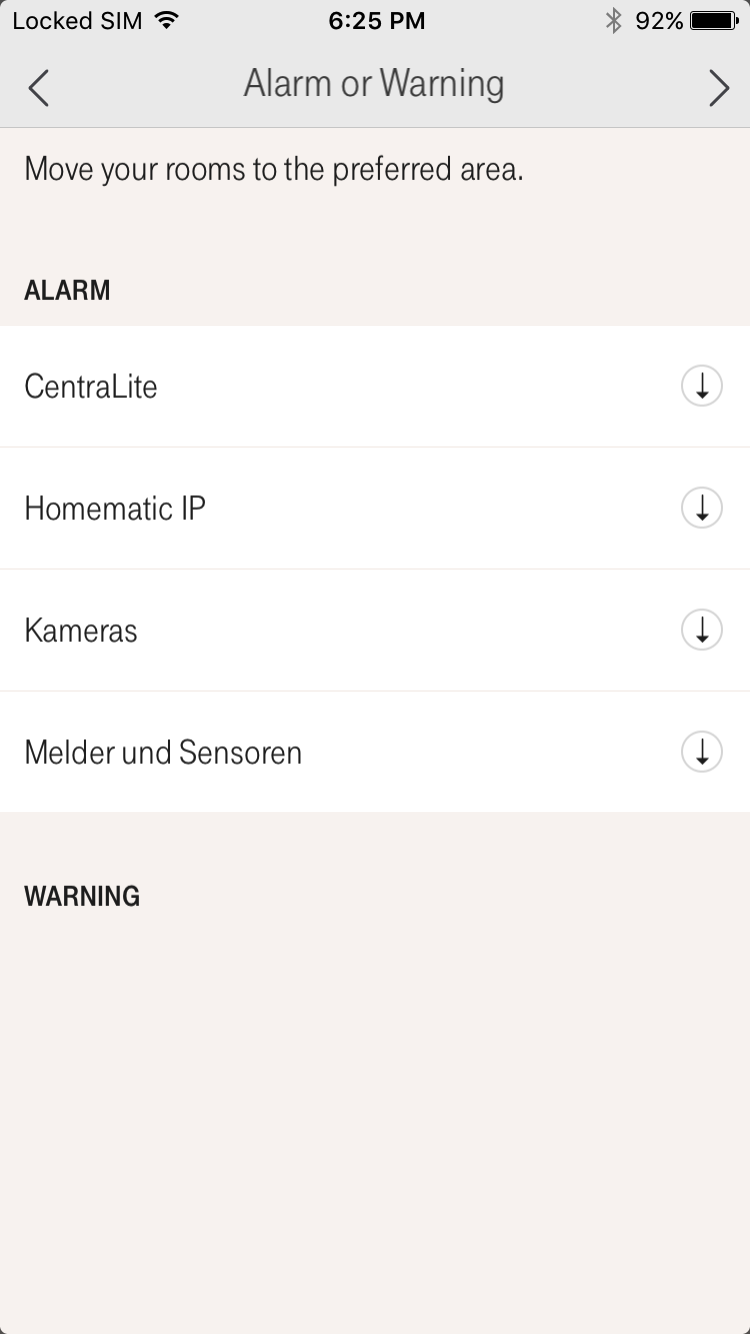 Locked SIM 6:25 PM 92%
Alarm or Warning
Move your rooms to the preferred area.
ALARM
CentraLite
Homematic IP
Kameras
Melder und Sensoren
WARNING